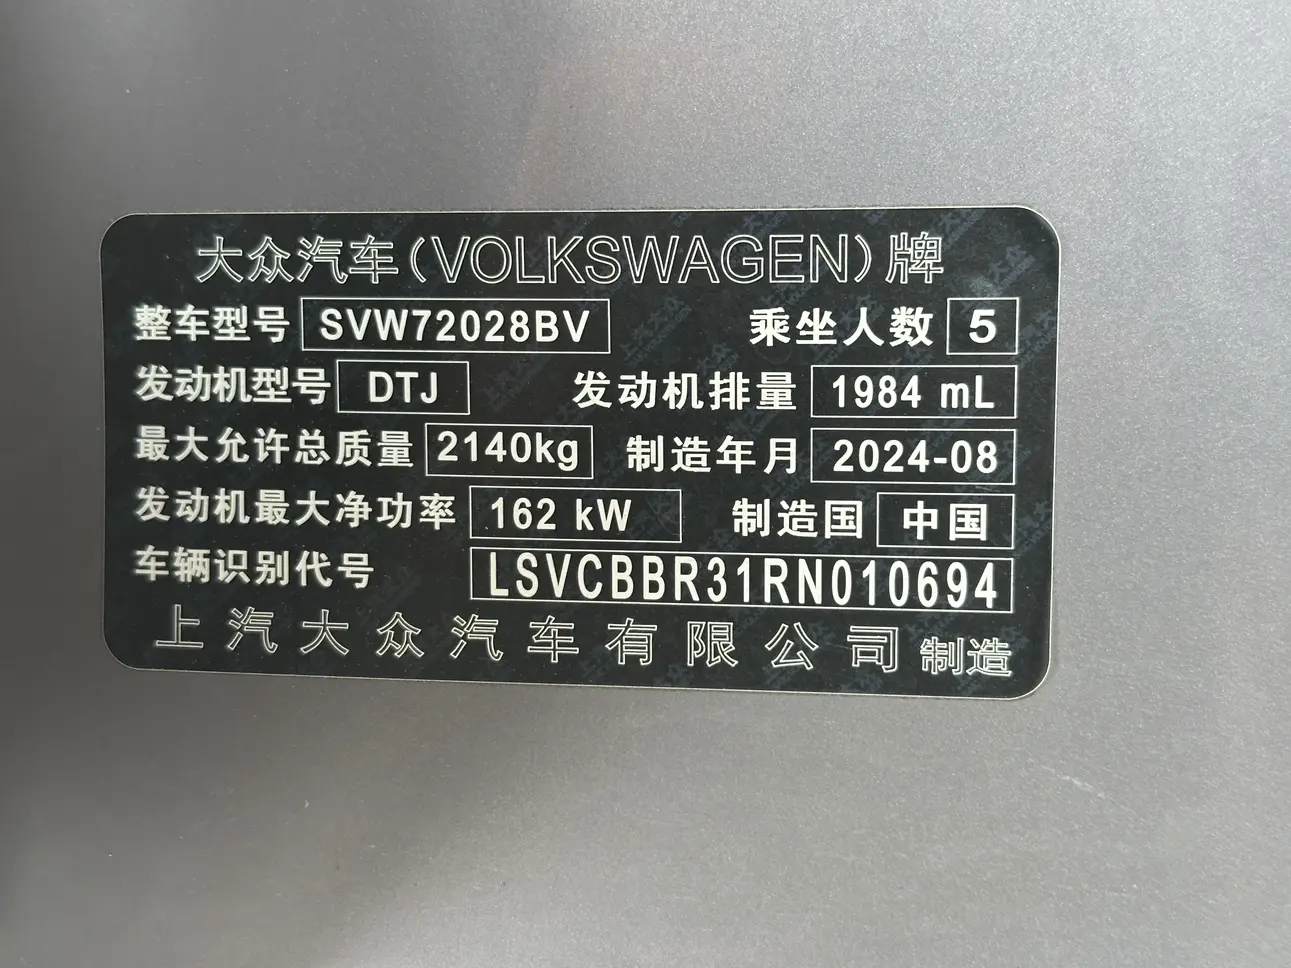 大众汽车(VOLKSWAGEN)牌
整车型号 SVW72028BV 乘坐人数 5
发动机型号 DTJ 发动机排量 1984 mL
最大允许总质量 2140kg 制造年月 2024-08
发动机最大净功率 162 kW 制造国 中国
车辆识别代号 LSVCBBR31RN010694
上汽大众汽车有限公司 制造